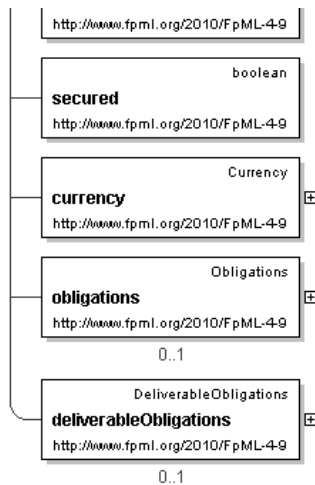 http://www.fpml.org/2010/FpML-4-9
boolean
secured
http://www.fpml.org/2010/FpML-4-9
Currency
currency
http://www.fpml.org/2010/FpML-4-9
Obligations
obligations
http://www.fpml.org/2010/FpML-4-9
0..1
DeliverableObligations
deliverableObligations
http://www.fpml.org/2010/FpML-4-9
0..1